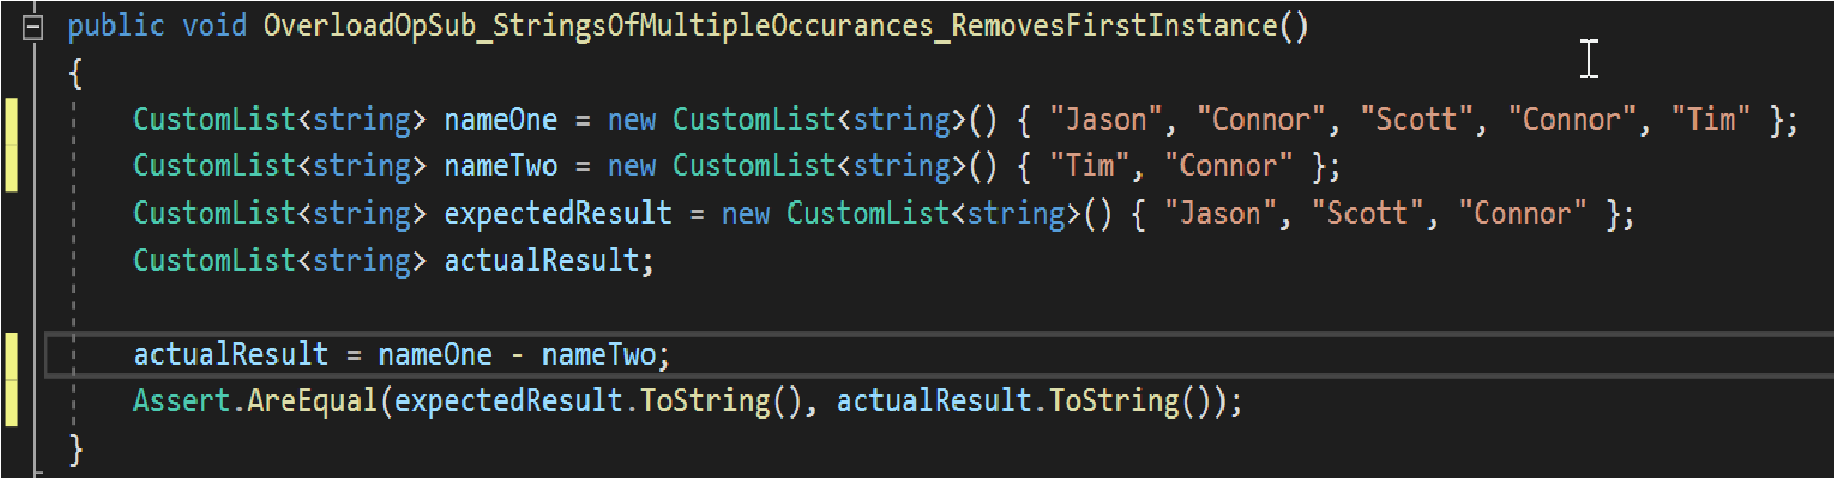 public void OverloadOpSub_StringsOfMultipleOccurances_RemovesFirstInstance()
{
CustomList<string> nameOne = new CustomList<string>() { "Jason", "Connor", "Scott", "Connor", "Tim" };
CustomList<string> nameTwo = new CustomList<string>() { "Tim", "Connor" };
CustomList<string> expectedResult = new CustomList<string>() { "Jason", "Scott", "Connor" };
CustomList<string> actualResult;
actualResult = nameOne - nameTwo;
Assert.AreEqual(expectedResult.ToString(), actualResult.ToString());
}